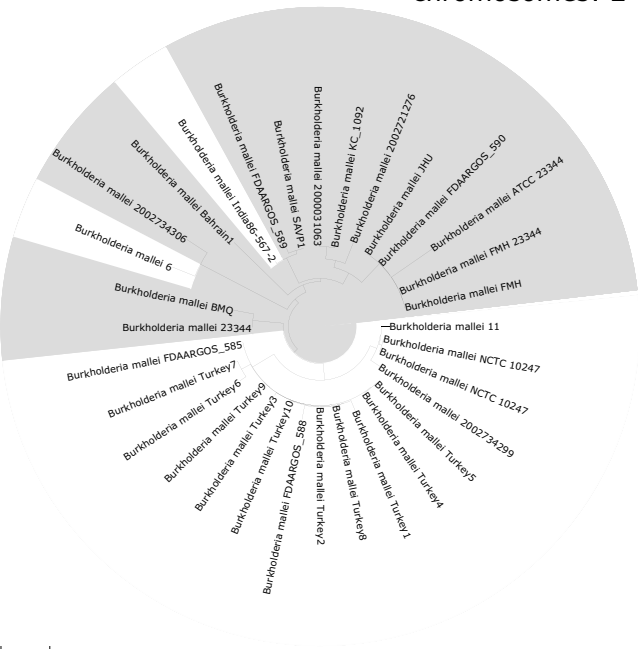 Burkholderia mallei FDAARGOS_589
Burkholderia mallei SAVP1
Burkholderia mallei 2000031063
Burkholderia mallei KC_1092
Burkholderia mallei 2002721276
Burkholderia mallei JHU
Burkholderia mallei FDAARGOS_590
Burkholderia mallei ATCC 23344
Burkholderia mallei FMH 23344
Burkholderia mallei FMH
Burkholderia mallei 11
Burkholderia mallei NCTC 10247
Burkholderia mallei NCTC 10247
Burkholderia mallei 2002734299
Burkholderia mallei Turkey5
Burkholderia mallei Turkey4
Burkholderia mallei Turkey1
Burkholderia mallei Turkey8
Burkholderia mallei Turkey2
Burkholderia mallei FDAARGOS_588
Burkholderia mallei Turkey10
Burkholderia mallei Turkey3
Burkholderia mallei Turkey9
Burkholderia mallei Turkey6
Burkholderia mallei Turkey7
Burkholderia mallei FDAARGOS_585
Burkholderia mallei 23344
Burkholderia mallei BMQ
Burkholderia mallei 6
Burkholderia mallei 2002734306
Burkholderia mallei Bahrain1
Burkholderia mallei India86-567-2